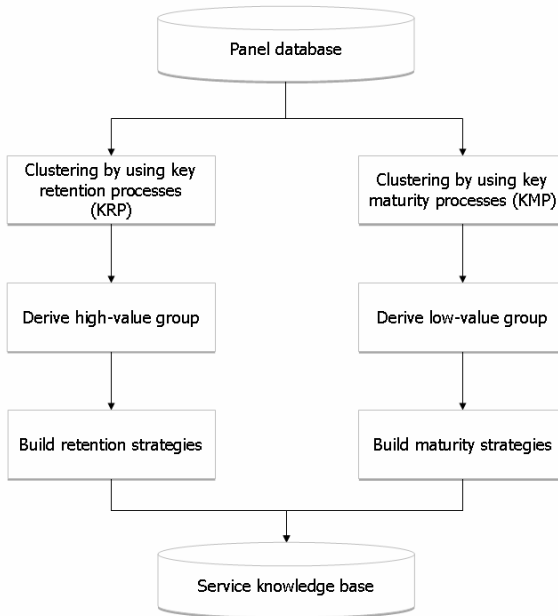 Panel database
Clustering by using key
retention processes
(KRP)
Clustering by using key
maturity processes (KMP)
Derive high-value group
Derive low-value group
Build retention strategies
Build maturity strategies
Service knowledge base